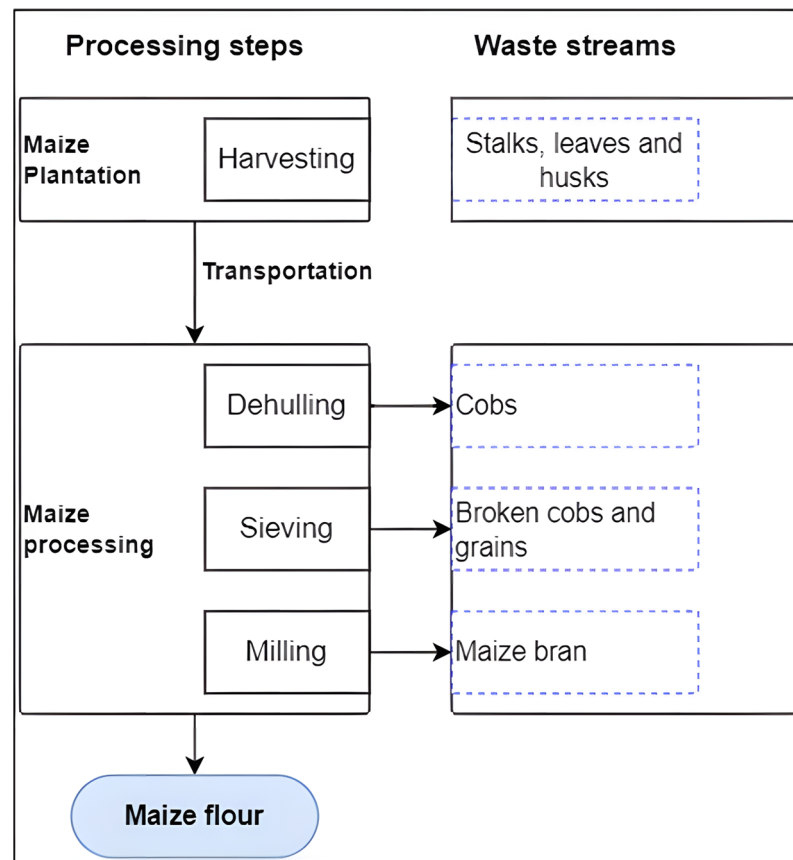 Processing steps
Waste streams
Maize
Plantation
Harvesting
Stalks, leaves and
husks
Transportation
Dehulling
Cobs
Maize
processing
Sieving
Broken cobs and
grains
Milling
Maize bran
Maize flour